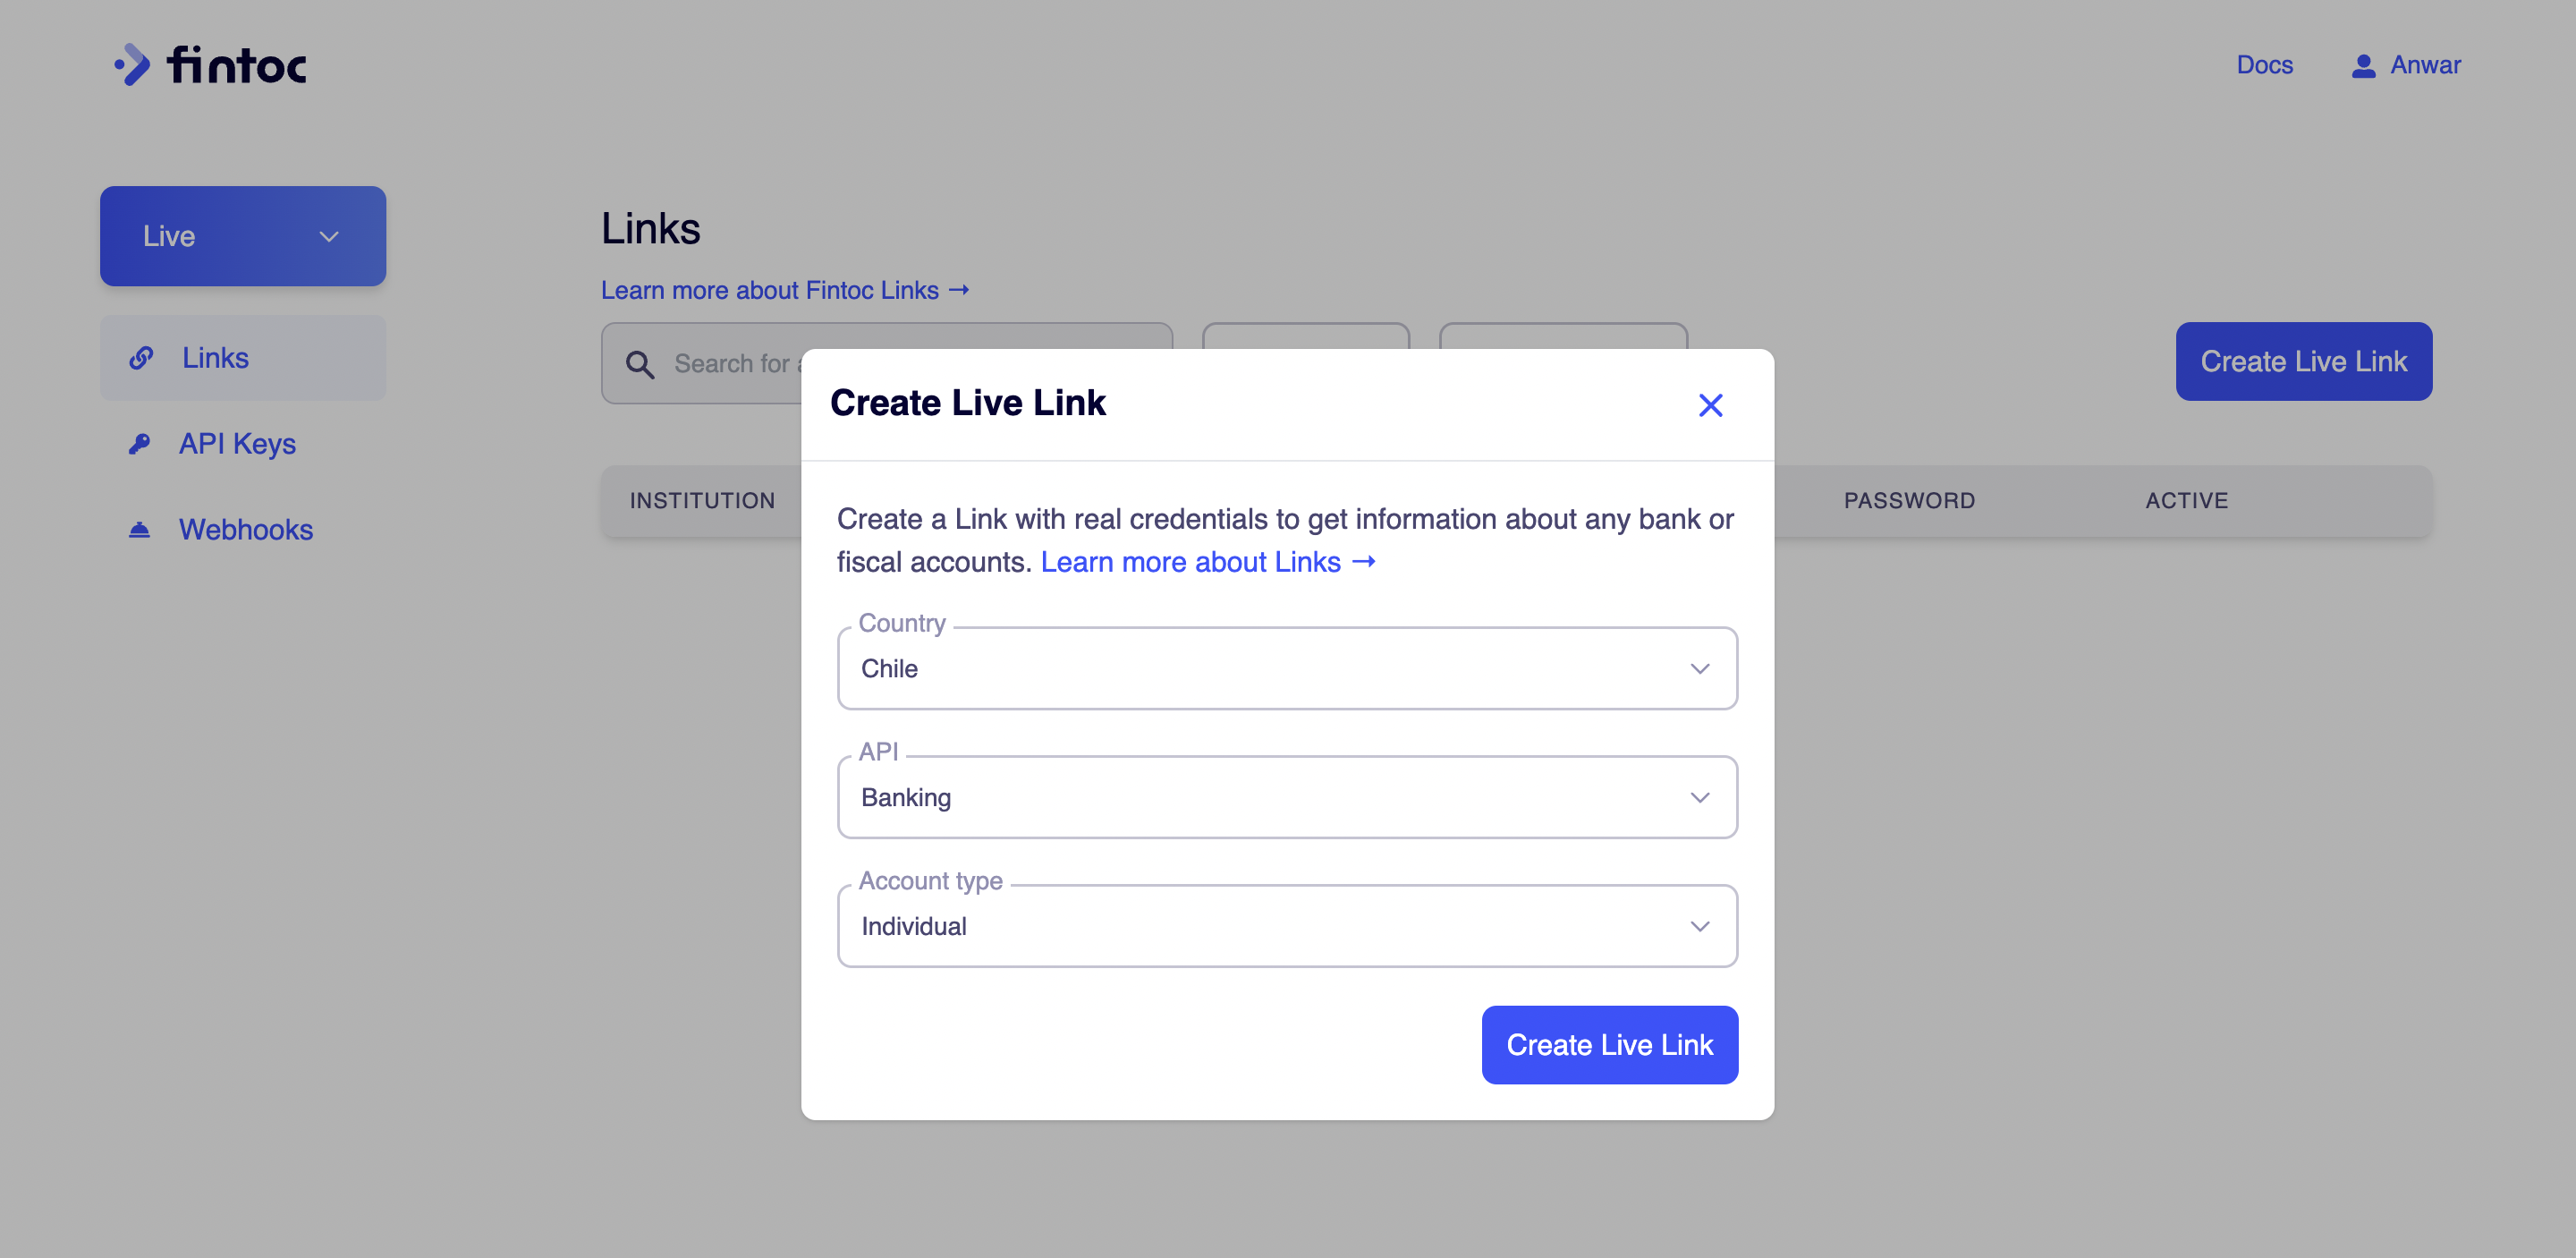 fintoc
Docs
Anwar
Live
Links
API Keys
Webhooks
Links
Learn more about Fintoc Links →
Search for
Create Live Link
INSTITUTION
PASSWORD
ACTIVE
Create Live Link
Create a Link with real credentials to get information about any bank or
fiscal accounts. Learn more about Links →
Country
Chile
API
Banking
Account type
Individual
Create Live Link